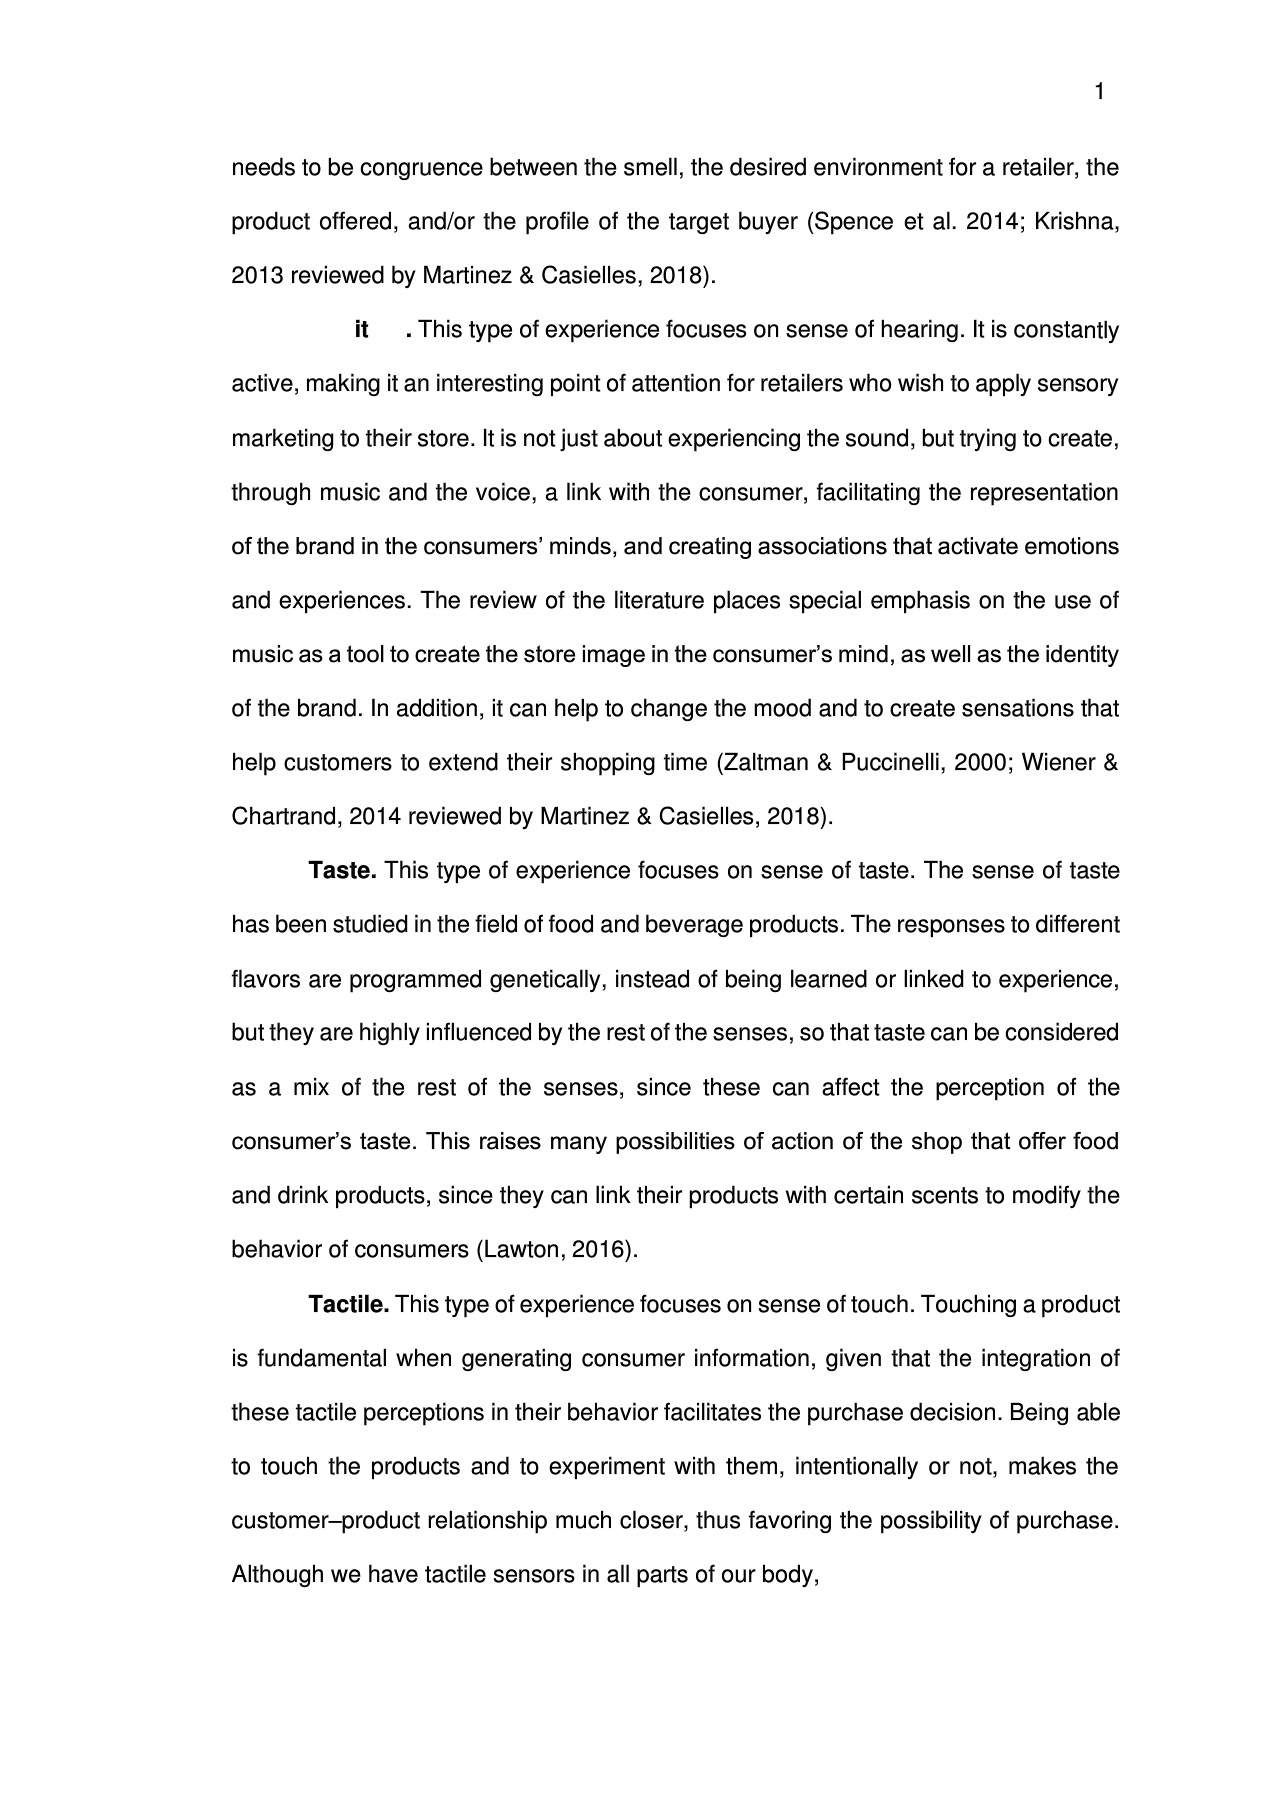 1
needs to be congruence between the smell, the desired environment for a retailer, the
product offered, and/or the profile of the target buyer (Spence et al. 2014; Krishna,
2013 reviewed by Martinez & Casielles, 2018).
it . This type of experience focuses on sense of hearing. It is constantly
active, making it an interesting point of attention for retailers who wish to apply sensory
marketing to their store. It is not just about experiencing the sound, but trying to create,
through music and the voice, a link with the consumer, facilitating the representation
of the brand in the consumers’ minds, and creating associations that activate emotions
and experiences. The review of the literature places special emphasis on the use of
music as a tool to create the store image in the consumer’s mind, as well as the identity
of the brand. In addition, it can help to change the mood and to create sensations that
help customers to extend their shopping time (Zaltman & Puccinelli, 2000; Wiener &
Chartrand, 2014 reviewed by Martinez & Casielles, 2018).
Taste. This type of experience focuses on sense of taste. The sense of taste
has been studied in the field of food and beverage products. The responses to different
flavors are programmed genetically, instead of being learned or linked to experience,
but they are highly influenced by the rest of the senses, so that taste can be considered
as a mix of the rest of the senses, since these can affect the perception of the
consumer’s taste. This raises many possibilities of action of the shop that offer food
and drink products, since they can link their products with certain scents to modify the
behavior of consumers (Lawton, 2016).
Tactile. This type of experience focuses on sense of touch. Touching a product
is fundamental when generating consumer information, given that the integration of
these tactile perceptions in their behavior facilitates the purchase decision. Being able
to touch the products and to experiment with them, intentionally or not, makes the
customer–product relationship much closer, thus favoring the possibility of purchase.
Although we have tactile sensors in all parts of our body,